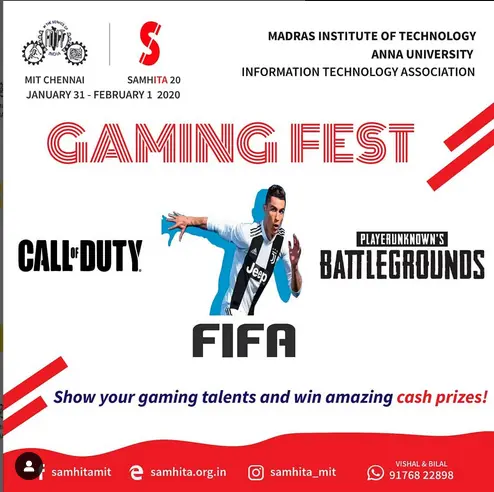 MIT CHENNAI
SAMHITA 20
JANUARY 31 - FEBRUARY 1 2020
MADRAS INSTITUTE OF TECHNOLOGY
ANNA UNIVERSITY
INFORMATION TECHNOLOGY ASSOCIATION
GAMING FEST
CALL OF DUTY
Jeep
FIFA
PLAYERUNKNOWN'S
BATTLEGROUNDS
Show your gaming talents and win amazing cash prizes!
samhitamit
samhita.org.in
samhita_mit
VISHAL & BILAL
91768 22898